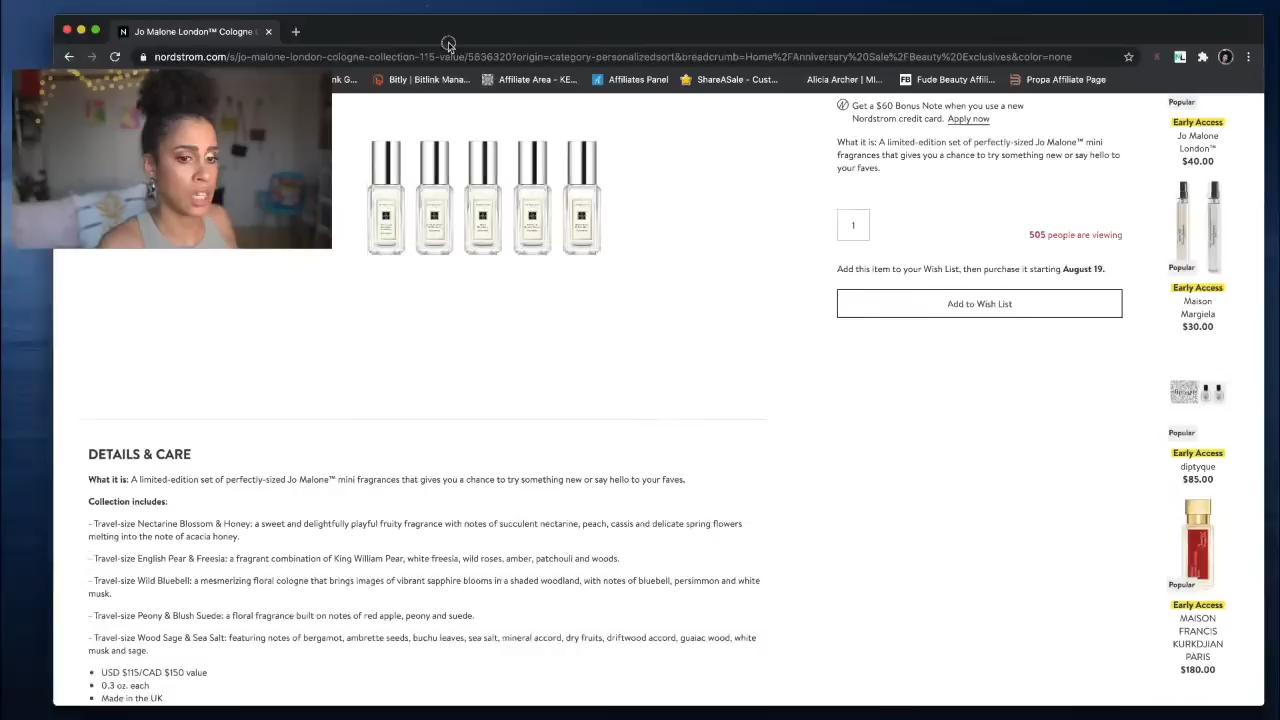 Jo Malone London™ Cologne
nordstrom.com/s/jo-malone-london-cologne-collection-115-value/5636320?origin=category-personalizedsort&breadcrumb=Home%2FAnniversary%20Sale%2FBeauty%20Exclusives&color=none
nk G...
Bitly | Bitlink Mana...
Affiliate Area - KE...
Affiliates Panel
ShareASale - Cust...
Alicia Archer | MI...
Fude Beauty Affili...
Propa Affiliate Page
Get a $60 Bonus Note when you use a new
Nordstrom credit card. Apply now
What it is: A limited-edition set of perfectly-sized Jo Malone™ mini
fragrances that gives you a chance to try something new or say hello to
your faves.
1
505 people are viewing
Add this item to your Wish List, then purchase it starting August 19.
Add to Wish List
Popular
Early Access
Jo Malone
London™
$40.00
Popular
Early Access
Maison
Margiela
$30.00
Popular
Early Access
diptyque
$85.00
Popular
Early Access
MAISON
FRANCIS
KURKDJIAN
PARIS
$180.00
DETAILS & CARE
What it is: A limited-edition set of perfectly-sized Jo Malone™ mini fragrances that gives you a chance to try something new or say hello to your faves.
Collection includes:
- Travel-size Nectarine Blossom & Honey: a sweet and delightfully playful fruity fragrance with notes of succulent nectarine, peach, cassis and delicate spring flowers
melting into the note of acacia honey.
- Travel-size English Pear & Freesia: a fragrant combination of King William Pear, white freesia, wild roses, amber, patchouli and woods.
- Travel-size Wild Bluebell: a mesmerizing floral cologne that brings images of vibrant sapphire blooms in a shaded woodland, with notes of bluebell, persimmon and white
musk.
- Travel-size Peony & Blush Suede: a floral fragrance built on notes of red apple, peony and suede.
- Travel-size Wood Sage & Sea Salt: featuring notes of bergamot, ambrette seeds, buchu leaves, sea salt, mineral accord, dry fruits, driftwood accord, guaiac wood, white
musk and sage.
• USD $115/CAD $150 value
• 0.3 oz. each
• Made in the UK